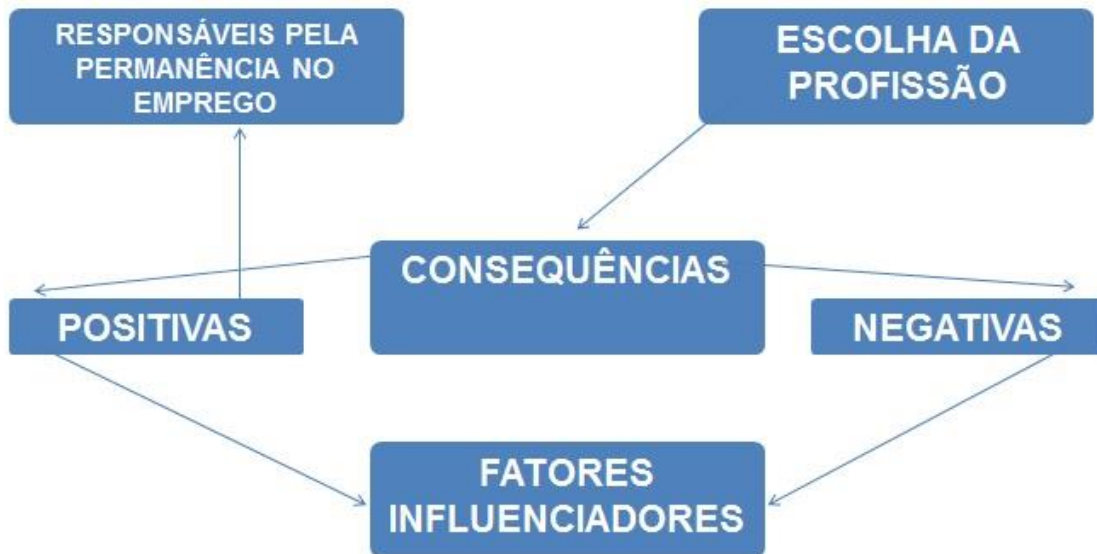 RESPONSÁVEIS PELA
PERMANÊNCIA NO
EMPREGO
ESCOLHA DA
PROFISSÃO
CONSEQUÊNCIAS
POSITIVAS
NEGATIVAS
FATORES
INFLUENCIADORES